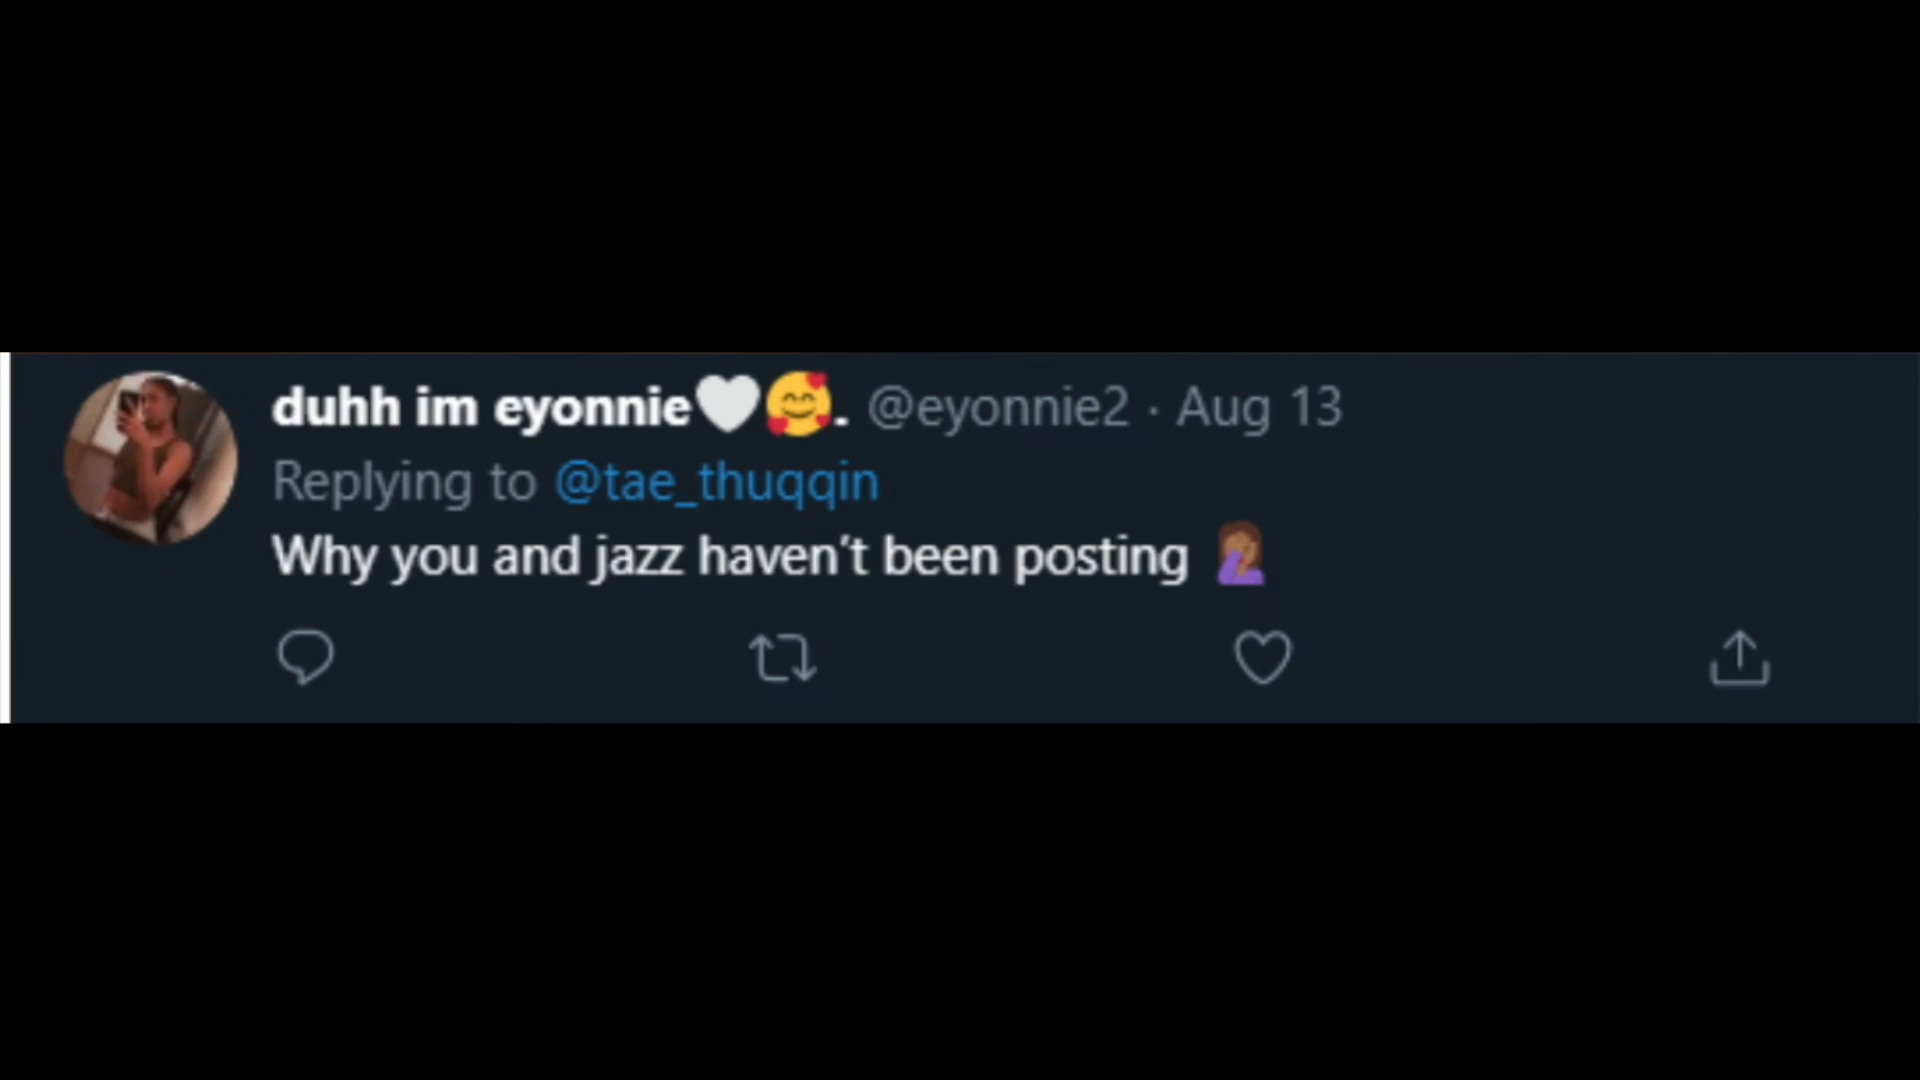 duhh im eyonnie🤍🥰. @eyonnie2 · Aug 13
Replying to @tae_thuqqin
Why you and jazz haven’t been posting 🤦🏾‍♀️